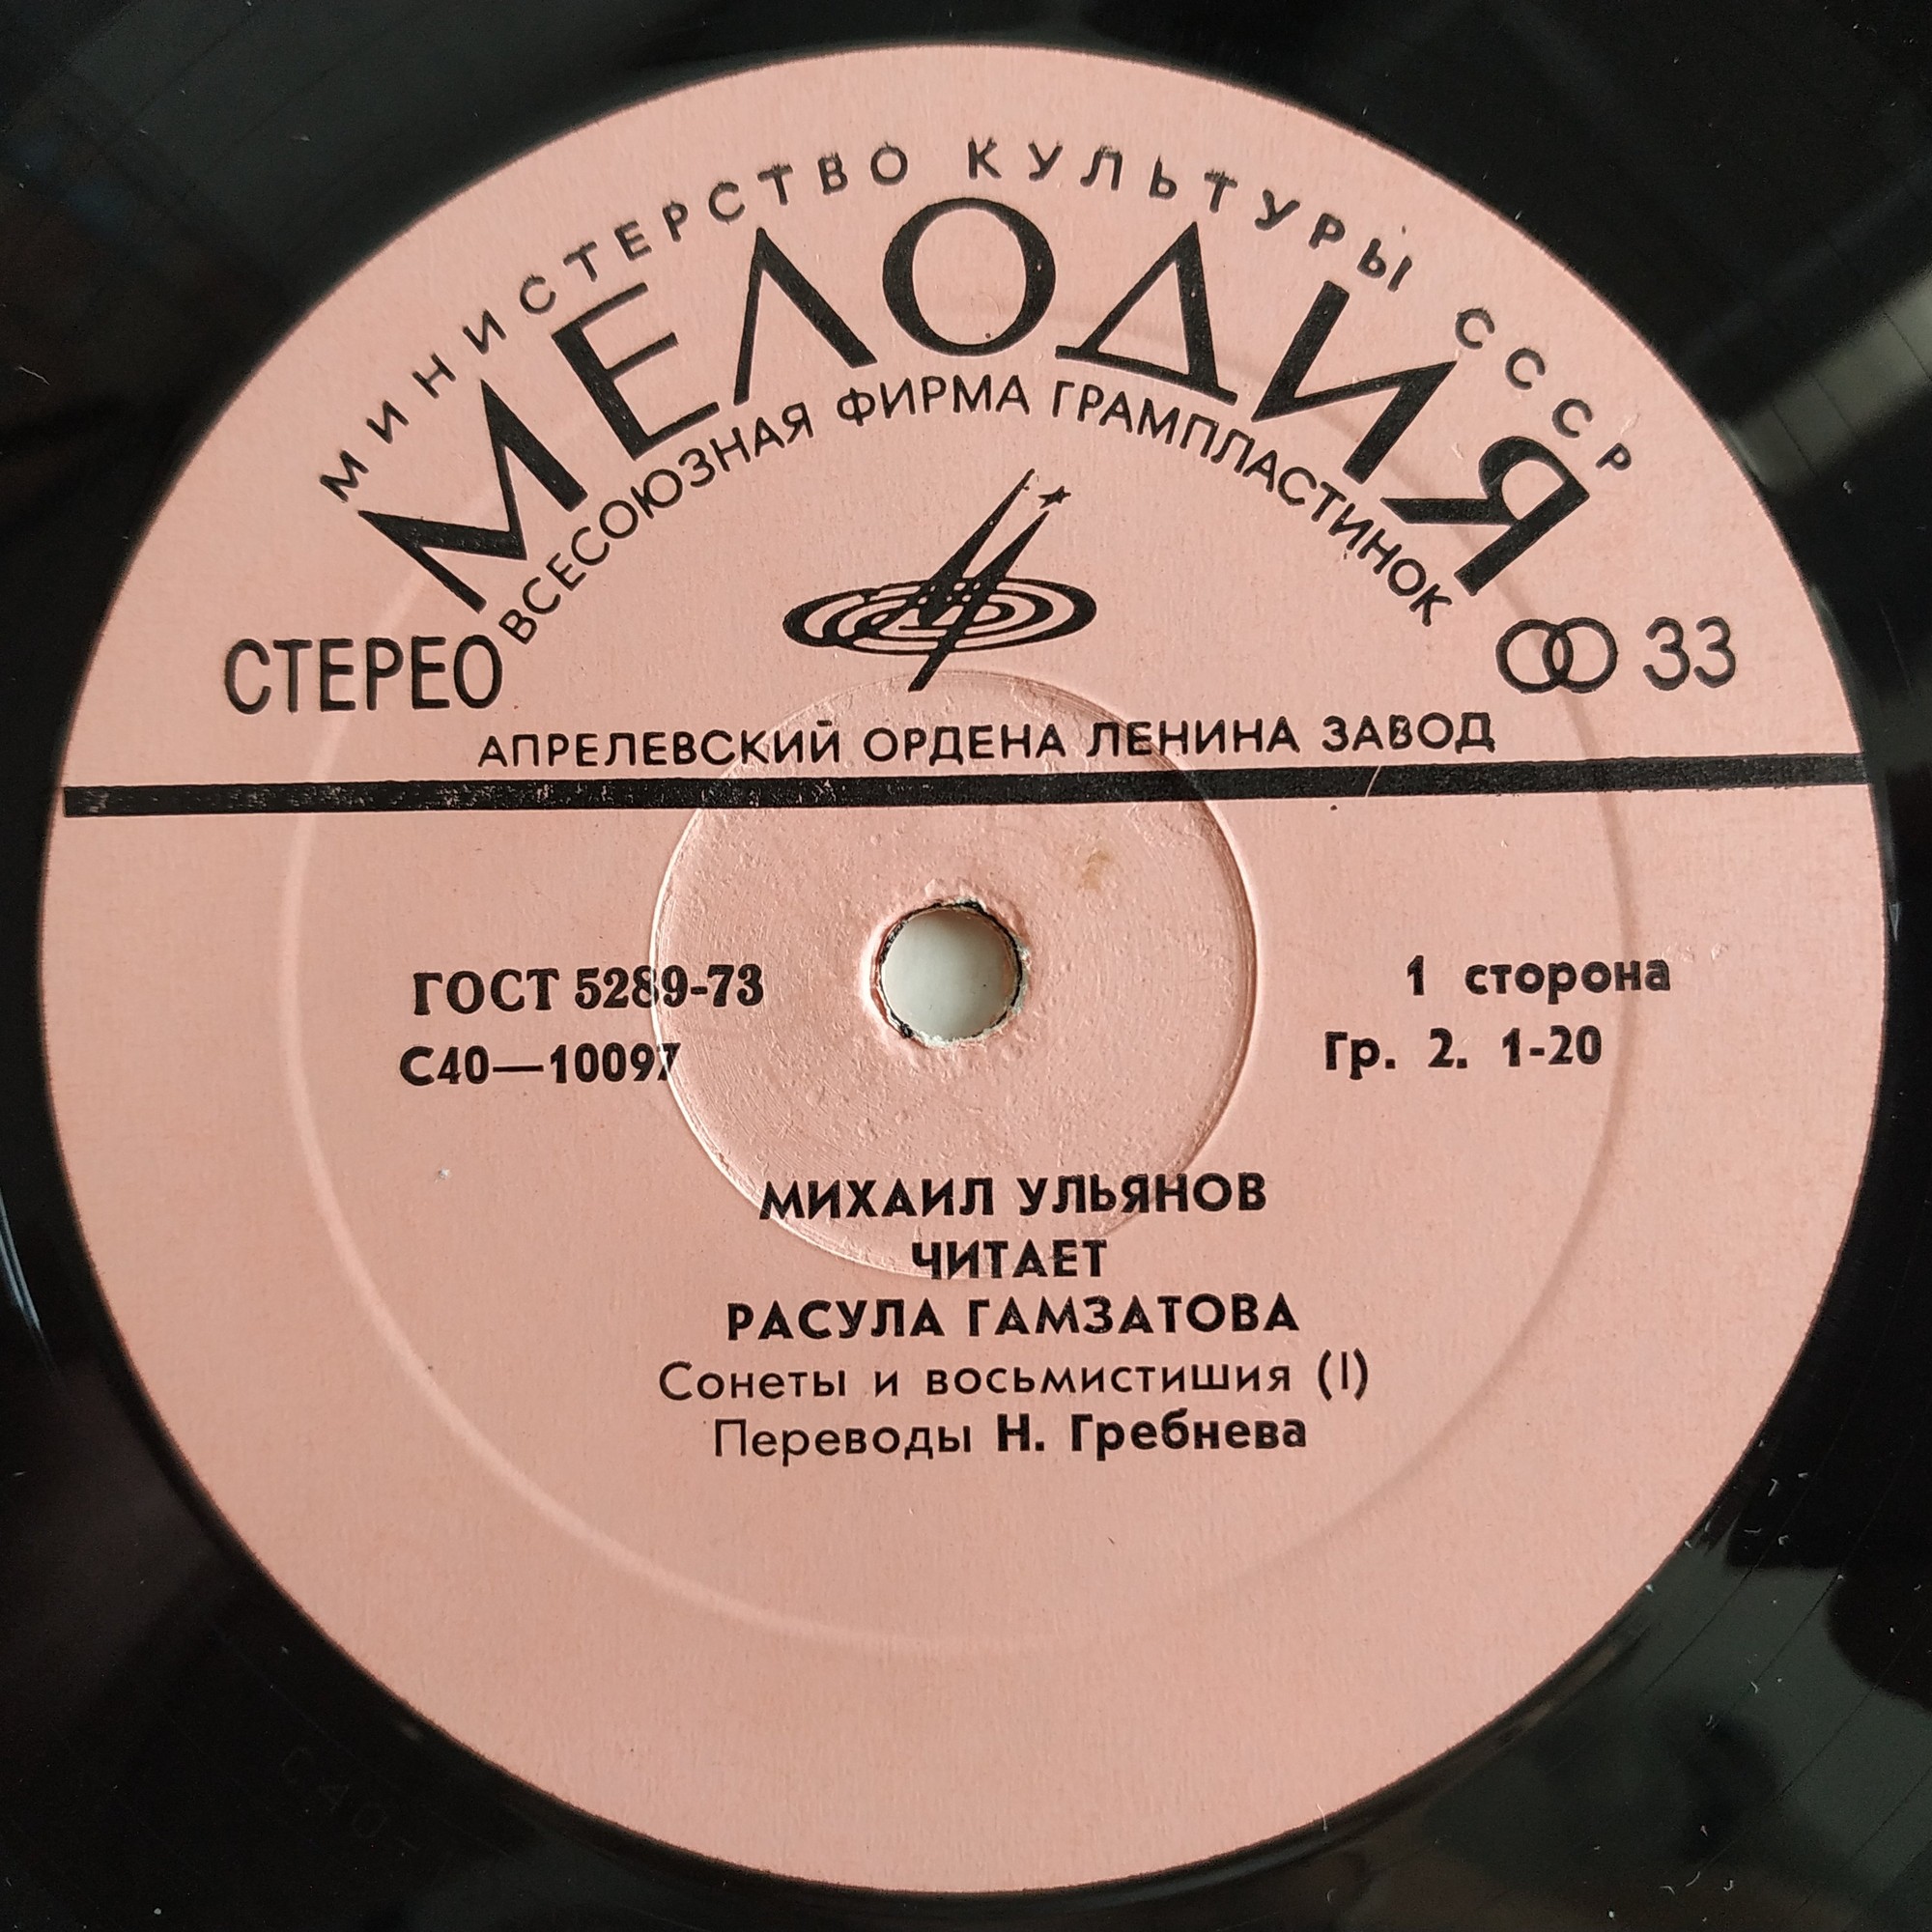 МИНИСТЕРСТВО КУЛЬТУРЫ СССР
МЕЛОДИЯ
ВСЕСОЮЗНАЯ ФИРМА ГРАМПЛАСТИНОК
СТЕРЕО
33
АПРЕЛЕВСКИЙ ОРДЕНА ЛЕНИНА ЗАВОД
ГОСТ 5289-73
1 сторона
С40—10097
Гр. 2. 1-20
МИХАИЛ УЛЬЯНОВ
ЧИТАЕТ
РАСУЛА ГАМЗАТОВА
Сонеты и восьмистишия (I)
Переводы Н. Гребнева